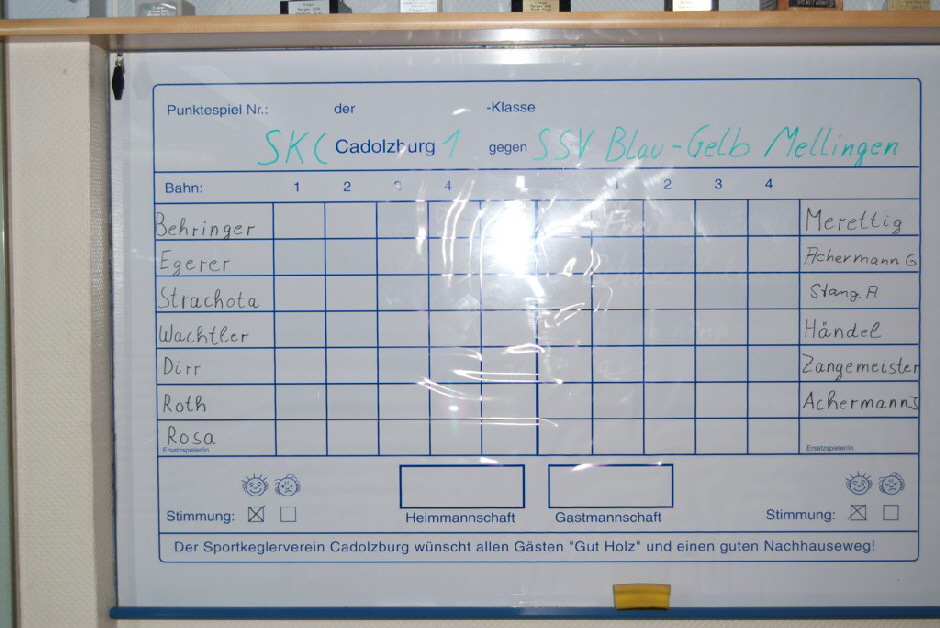 Punktespiel Nr.: der -Klasse
SKC Cadolzburg 1 gegen SSV Blau-Gelb Mellingen
Bahn: 1 2 3 4 1 2 3 4
Behringer Merettig
Egerer Achermann G
Strachota Stang. A
Wachtler Händel
Dirr Zangemeister
Roth Achermann S
Rosa
Ersatzspieler/in Ersatzspieler/in
Stimmung: Heimmannschaft Gastmannschaft Stimmung:
Der Sportkeglerverein Cadolzburg wünscht allen Gästen "Gut Holz" und einen guten Nachhauseweg!